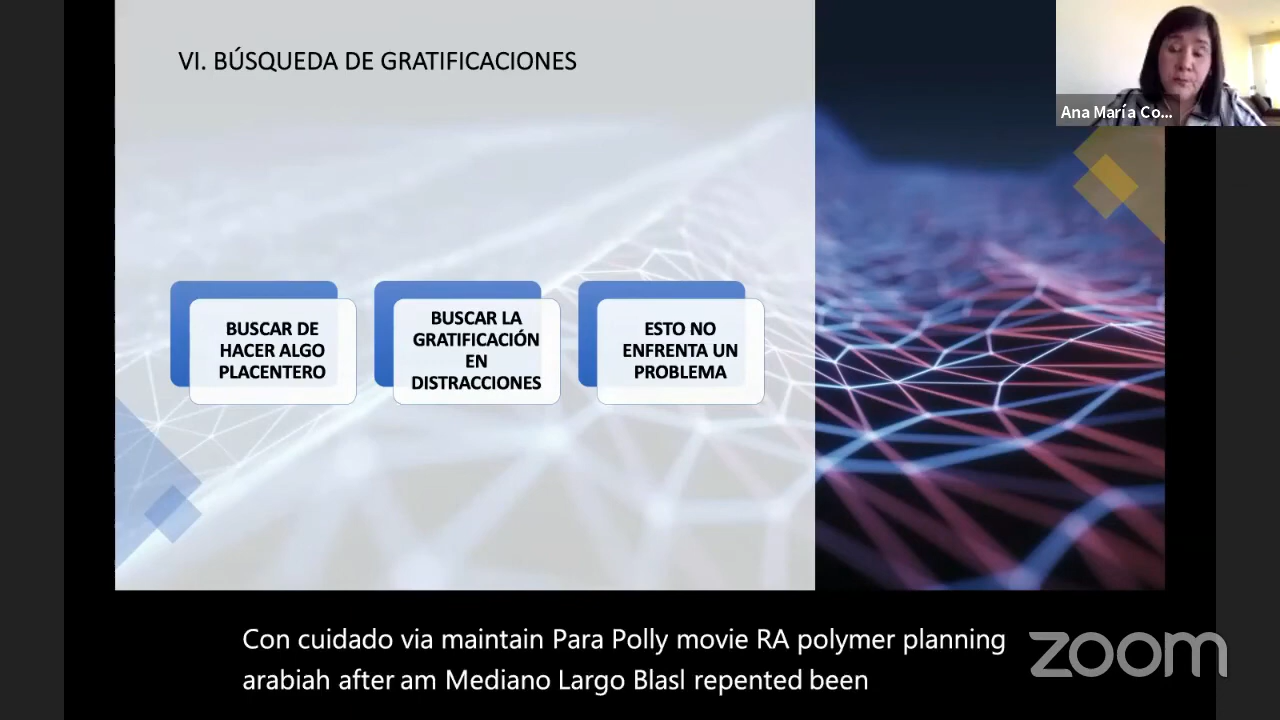 VI. BÚSQUEDA DE GRATIFICACIONES
Ana María Co...
BUSCAR DE
HACER ALGO
PLACENTERO
BUSCAR LA
GRATIFICACIÓN
EN
DISTRACCIONES
ESTO NO
ENFRENTA UN
PROBLEMA
Con cuidado via maintain Para Polly movie RA polymer planning
arabiah after am Mediano Largo Blasl repented been
zoom